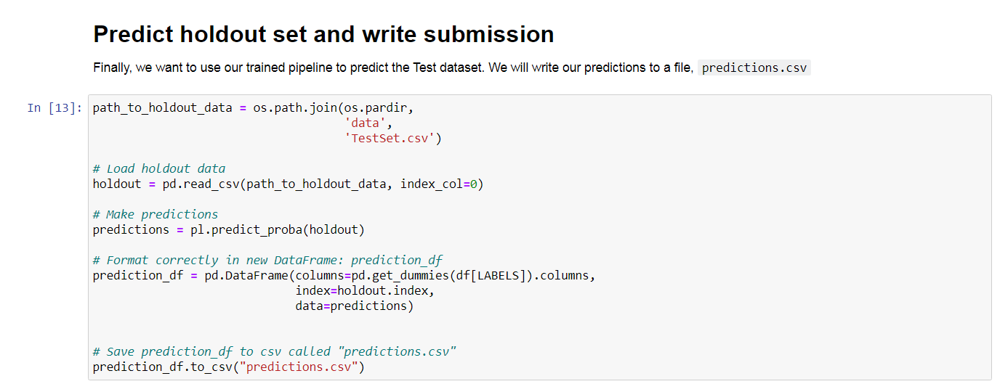 Predict holdout set and write submission
Finally, we want to use our trained pipeline to predict the Test dataset. We will write our predictions to a file, predictions.csv
In [13]: path_to_holdout_data = os.path.join(os.pardir,
'data',
'TestSet.csv')
# Load holdout data
holdout = pd.read_csv(path_to_holdout_data, index_col=0)
# Make predictions
predictions = pl.predict_proba(holdout)
# Format correctly in new DataFrame: prediction_df
prediction_df = pd.DataFrame(columns=pd.get_dummies(df[LABELS]).columns,
index=holdout.index,
data=predictions)
# Save prediction_df to csv called "predictions.csv"
prediction_df.to_csv("predictions.csv")